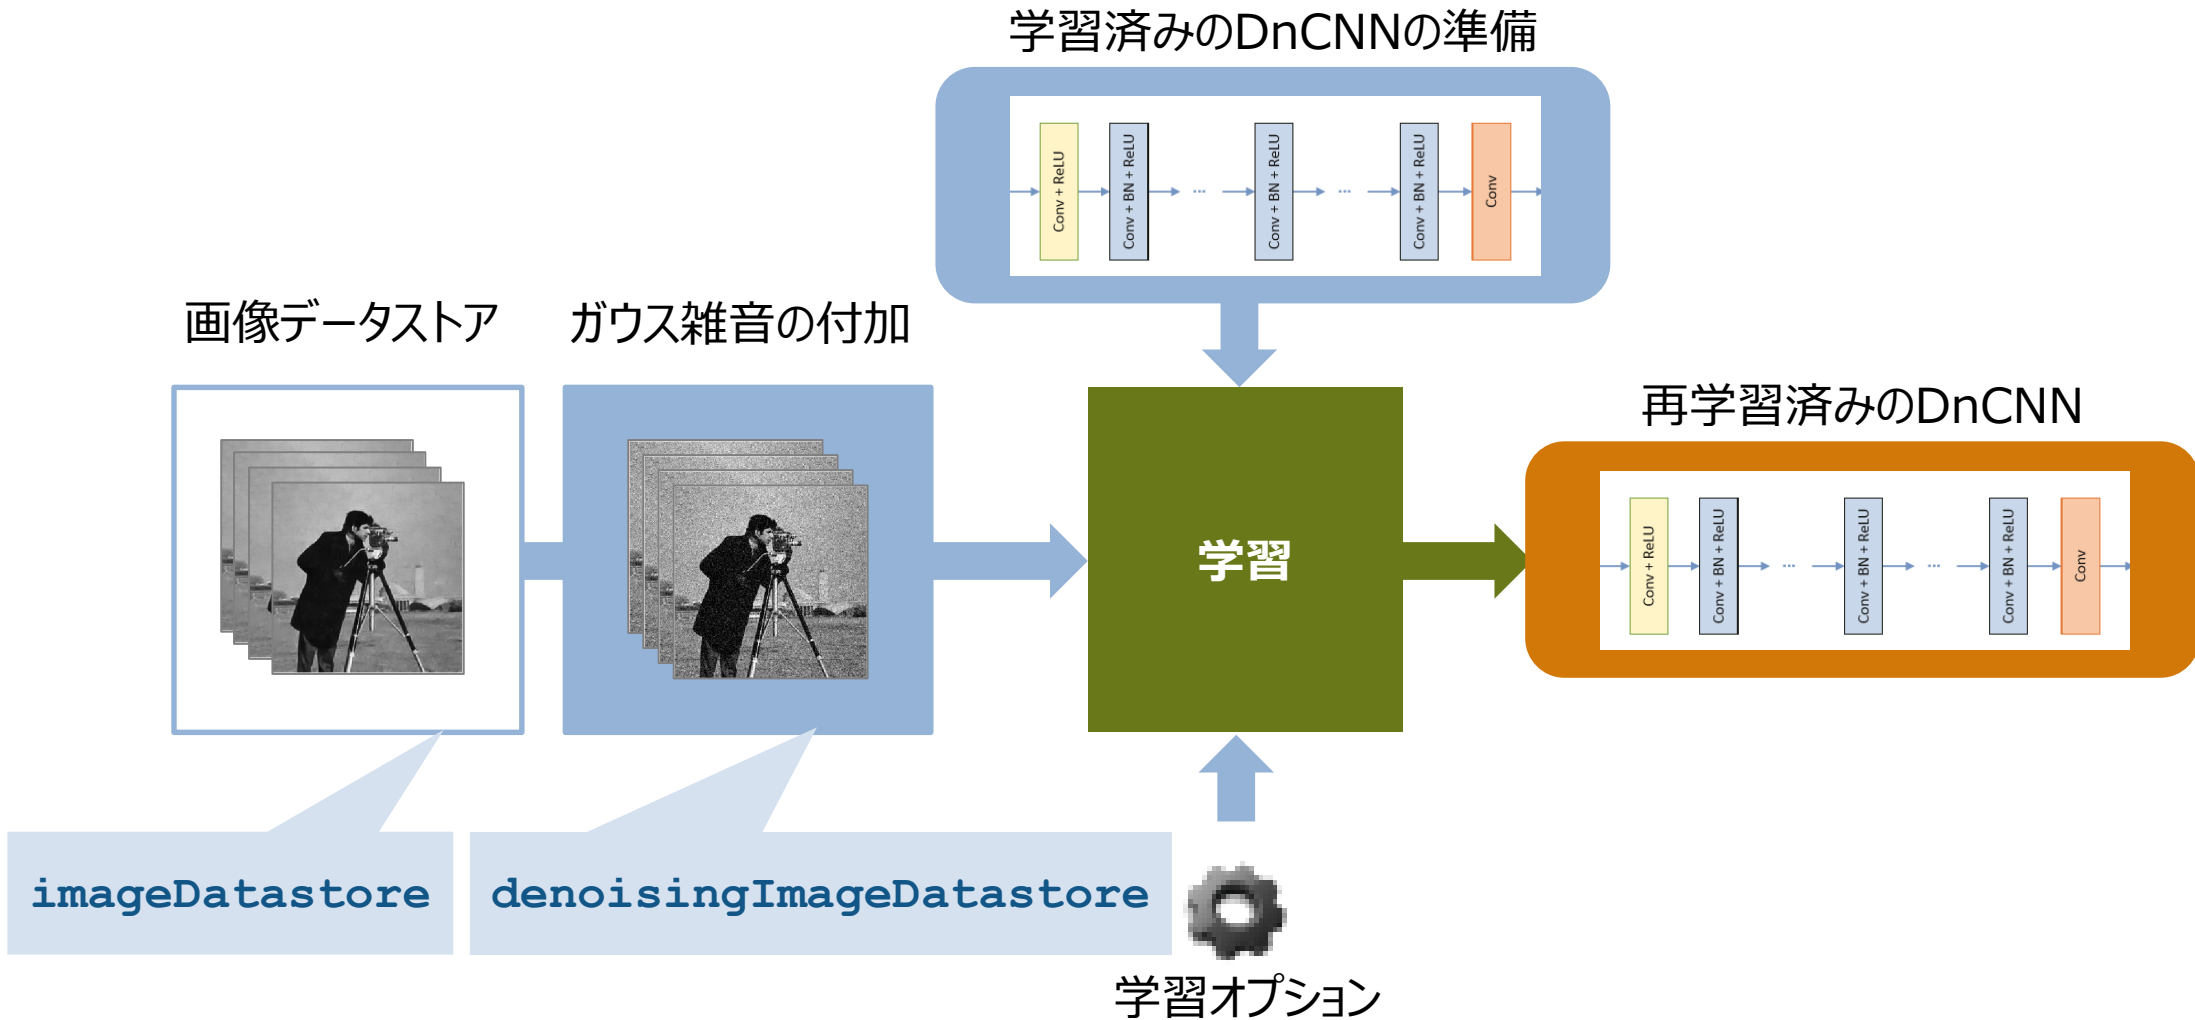 学習済みのDnCNNの準備
Conv + ReLU
Conv + BN + ReLU
...
Conv + BN + ReLU
...
Conv + BN + ReLU
Conv
画像データストア
ガウス雑音の付加
再学習済みのDnCNN
学習
Conv + ReLU
Conv + BN + ReLU
...
Conv + BN + ReLU
...
Conv + BN + ReLU
Conv
imageDatastore
denoisingImageDatastore
学習オプション